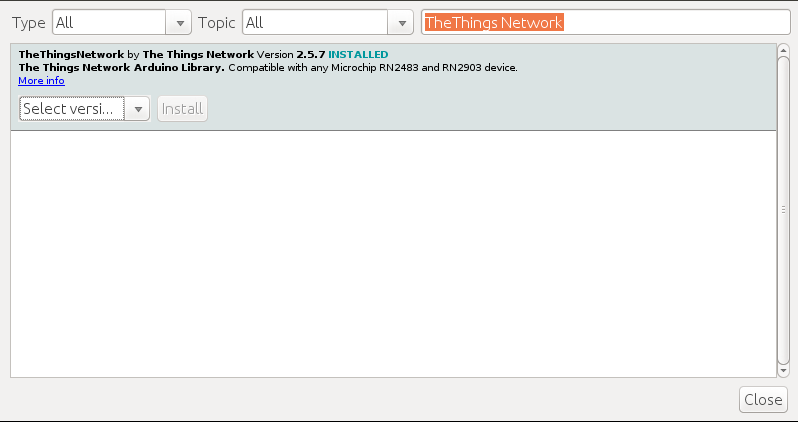 Type All Topic All TheThings Network
TheThingsNetwork by The Things Network Version 2.5.7 INSTALLED
The Things Network Arduino Library. Compatible with any Microchip RN2483 and RN2903 device.
More info
Select versi... Install
Close